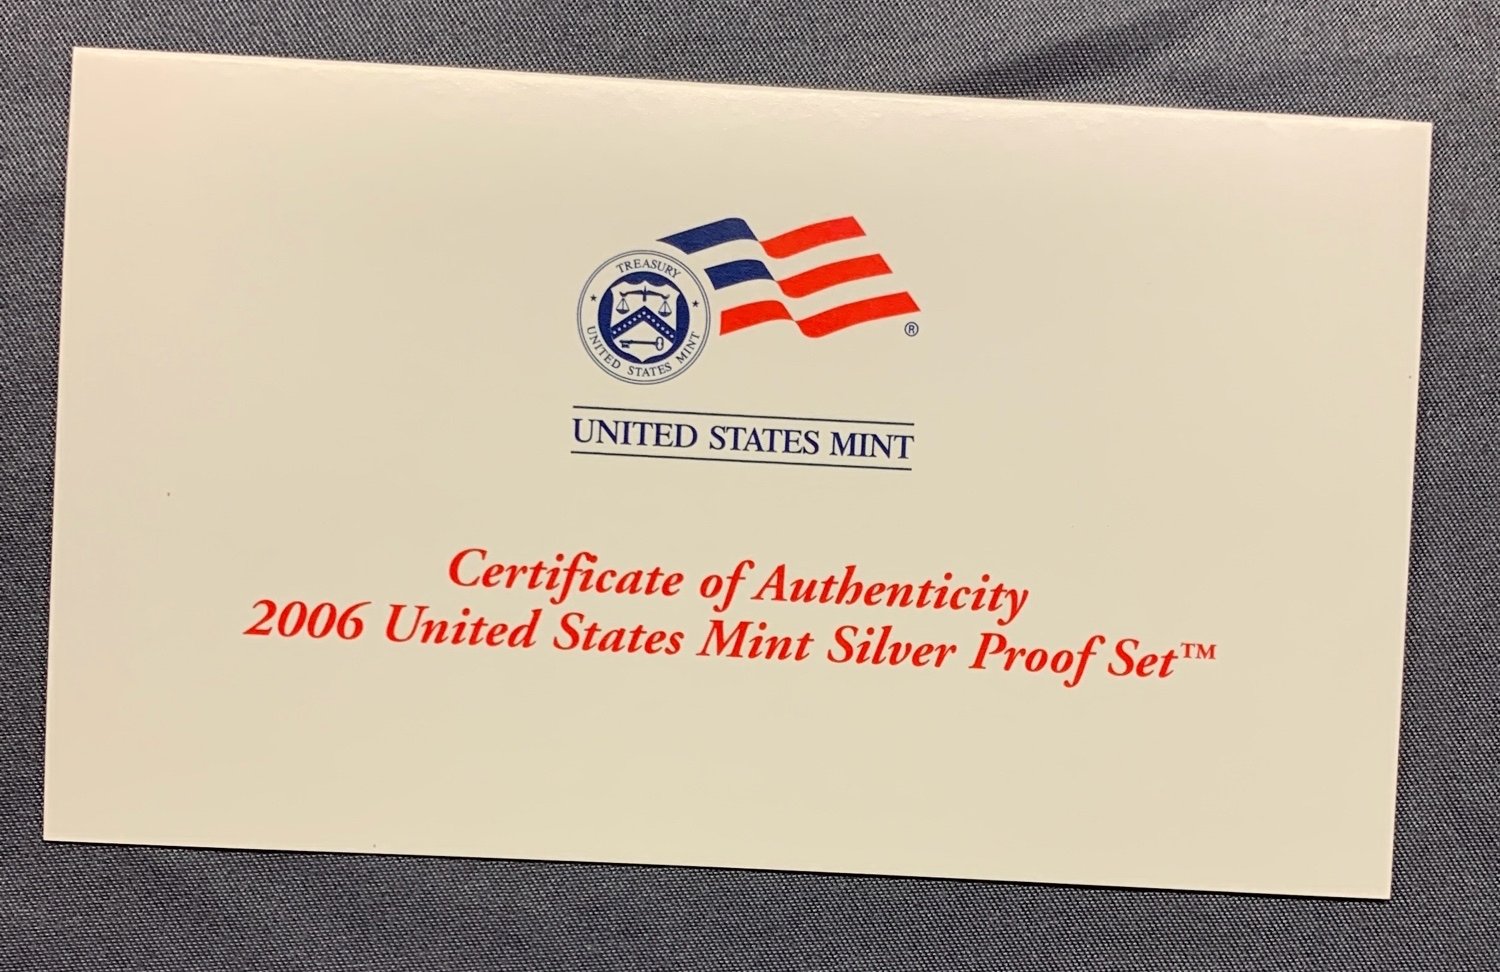 TREASURY
UNITED STATES MINT
®
UNITED STATES MINT
Certificate of Authenticity
2006 United States Mint Silver Proof Set™